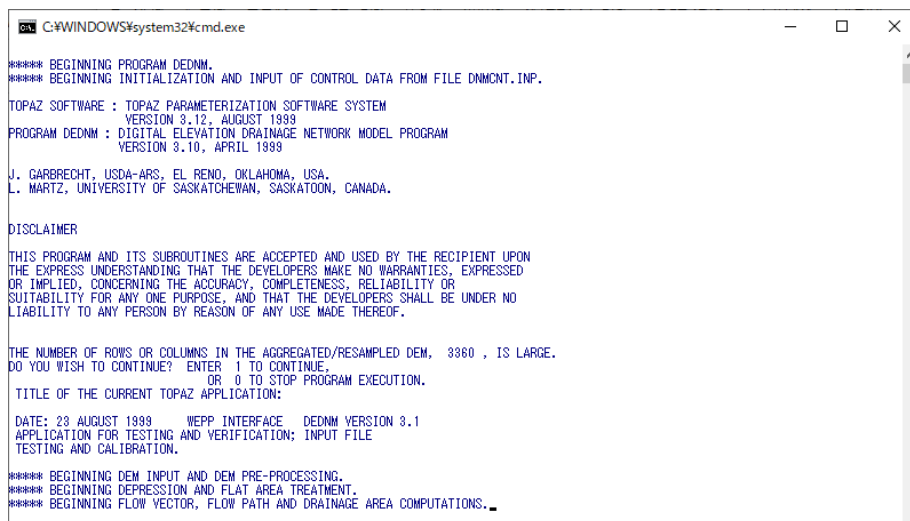 C:¥WINDOWS¥system32¥cmd.exe
***** BEGINNING PROGRAM DEDNM.
***** BEGINNING INITIALIZATION AND INPUT OF CONTROL DATA FROM FILE DNMCNT.INP.
TOPAZ SOFTWARE : TOPAZ PARAMETERIZATION SOFTWARE SYSTEM
VERSION 3.12, AUGUST 1999
PROGRAM DEDNM : DIGITAL ELEVATION DRAINAGE NETWORK MODEL PROGRAM
VERSION 3.10, APRIL 1999
J. GARBRECHT, USDA-ARS, EL RENO, OKLAHOMA, USA.
L. MARTZ, UNIVERSITY OF SASKATCHEWAN, SASKATOON, CANADA.
DISCLAIMER
THIS PROGRAM AND ITS SUBROUTINES ARE ACCEPTED AND USED BY THE RECIPIENT UPON
THE EXPRESS UNDERSTANDING THAT THE DEVELOPERS MAKE NO WARRANTIES, EXPRESSED
OR IMPLIED, CONCERNING THE ACCURACY, COMPLETENESS, RELIABILITY OR
SUITABILITY FOR ANY ONE PURPOSE, AND THAT THE DEVELOPERS SHALL BE UNDER NO
LIABILITY TO ANY PERSON BY REASON OF ANY USE MADE THEREOF.
THE NUMBER OF ROWS OR COLUMNS IN THE AGGREGATED/RESAMPLED DEM, 3360 , IS LARGE.
DO YOU WISH TO CONTINUE? ENTER 1 TO CONTINUE,
OR 0 TO STOP PROGRAM EXECUTION.
TITLE OF THE CURRENT TOPAZ APPLICATION:
DATE: 23 AUGUST 1999 WEPP INTERFACE DEDNM VERSION 3.1
APPLICATION FOR TESTING AND VERIFICATION; INPUT FILE
TESTING AND CALIBRATION.
***** BEGINNING DEM INPUT AND DEM PRE-PROCESSING.
***** BEGINNING DEPRESSION AND FLAT AREA TREATMENT.
***** BEGINNING FLOW VECTOR, FLOW PATH AND DRAINAGE AREA COMPUTATIONS.